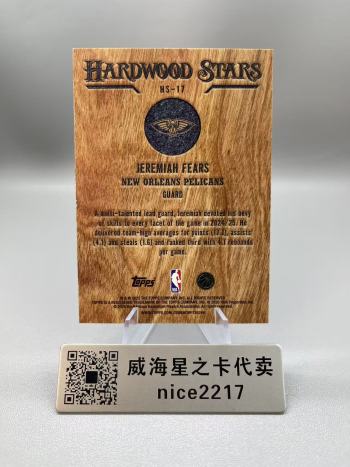 HARDWOOD STARS
HS-17
JEREMIAH FEARS
NEW ORLEANS PELICANS
GUARD
A multi-talented lead guard, Jeremiah devoted his bevy
of skills to every facet of the game in 2024-25. He
delivered team-high averages for points (17.1), assists
(4.1) and steals (1.6) and ranked third with 4.1 rebounds
per game.
TOPPS
NBA
威海星之卡代卖
nice2217